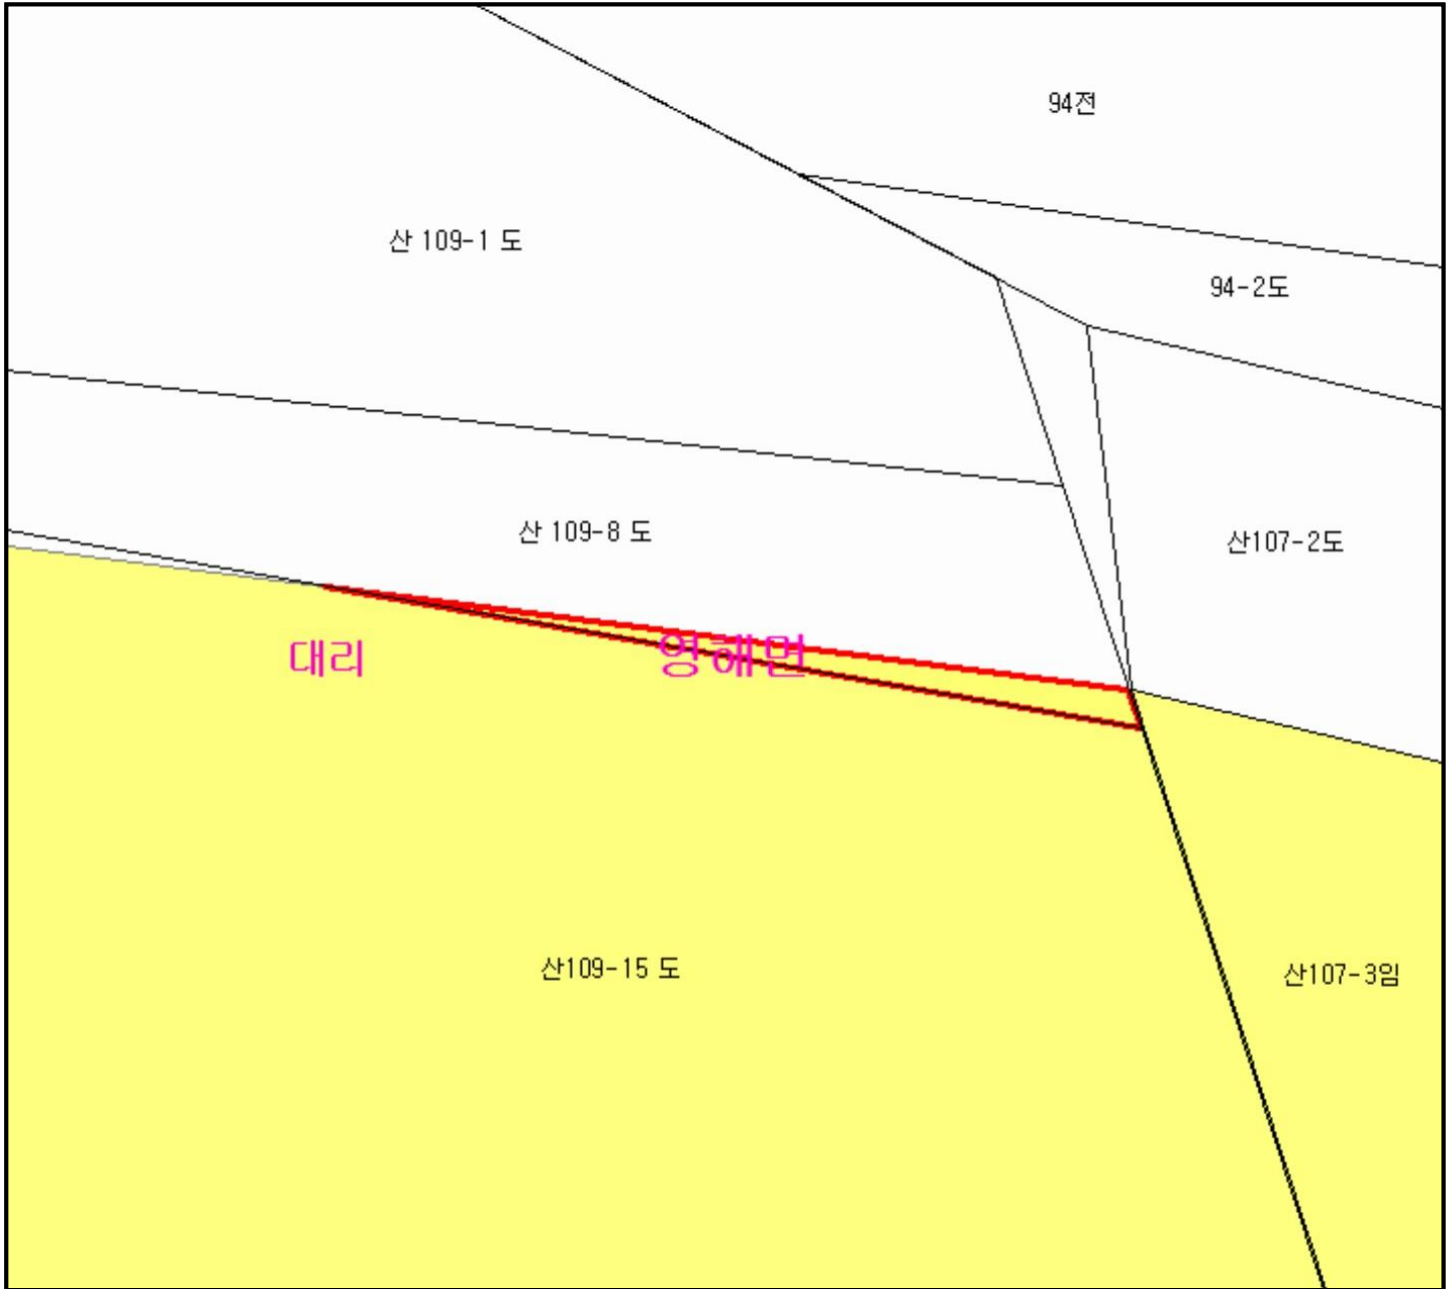 94전
산 109-1 도
94-2도
산 109-8 도
산107-2도
대리
영해면
산109-15 도
산107-3임